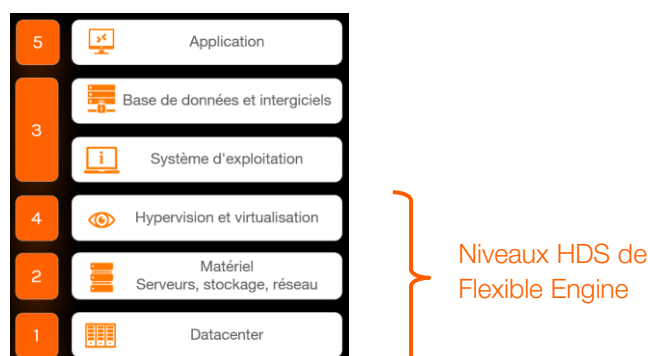 5
Application
3
Base de données et intergiciels
Système d'exploitation
4
Hypervision et virtualisation
2
Matériel
Serveurs, stockage, réseau
1
Datacenter
Niveaux HDS de
Flexible Engine